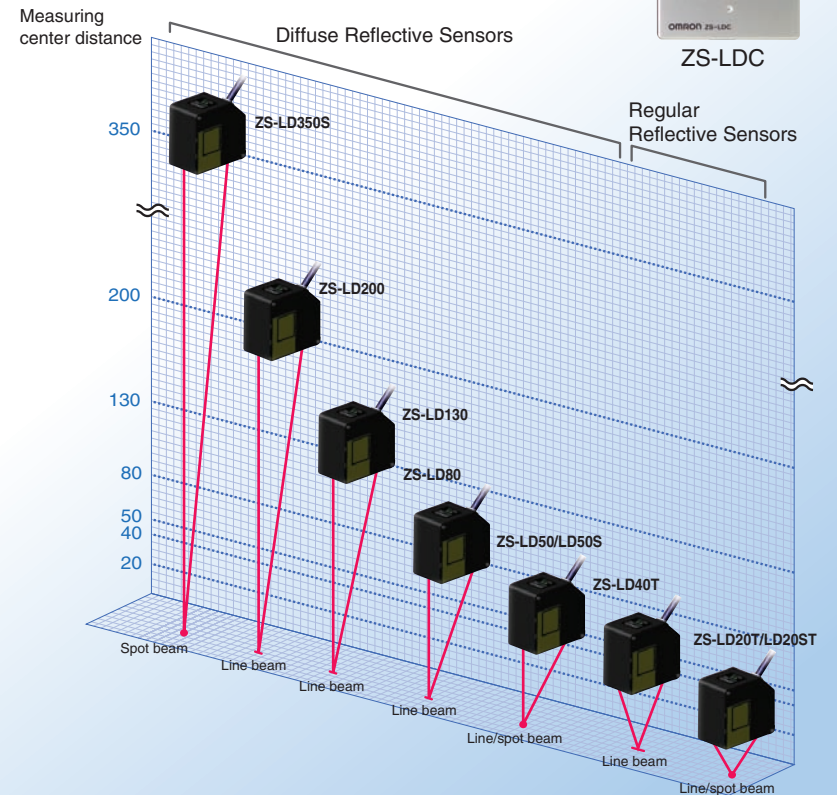 Measuring
center distance
Diffuse Reflective Sensors
OMRON ZS-LDC
ZS-LDC
Regular
Reflective Sensors
350
ZS-LD350S
200
ZS-LD200
130
ZS-LD130
80
ZS-LD80
50
40
20
ZS-LD50/LD50S
ZS-LD40T
ZS-LD20T/LD20ST
Spot beam
Line beam
Line beam
Line beam
Line/spot beam
Line beam
Line/spot beam